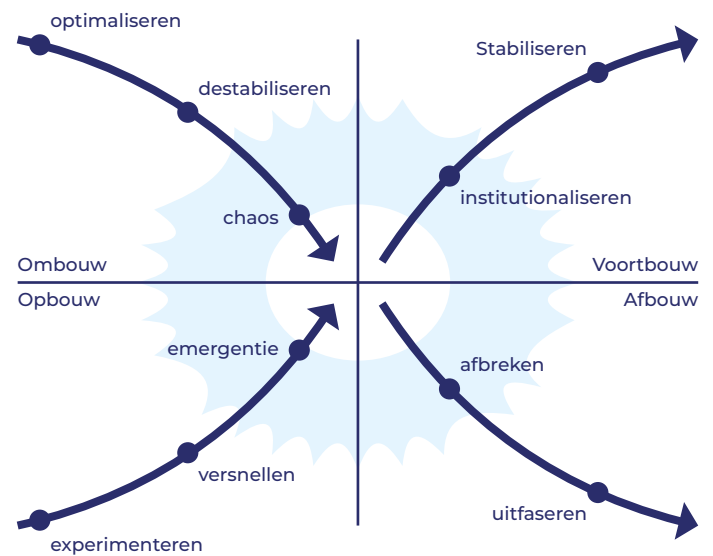 optimaliseren
destabiliseren
chaos
Ombouw
Stabiliseren
institutionaliseren
Voortbouw
Opbouw
emergentie
versnellen
experimenteren
Afbouw
afbreken
uitfaseren